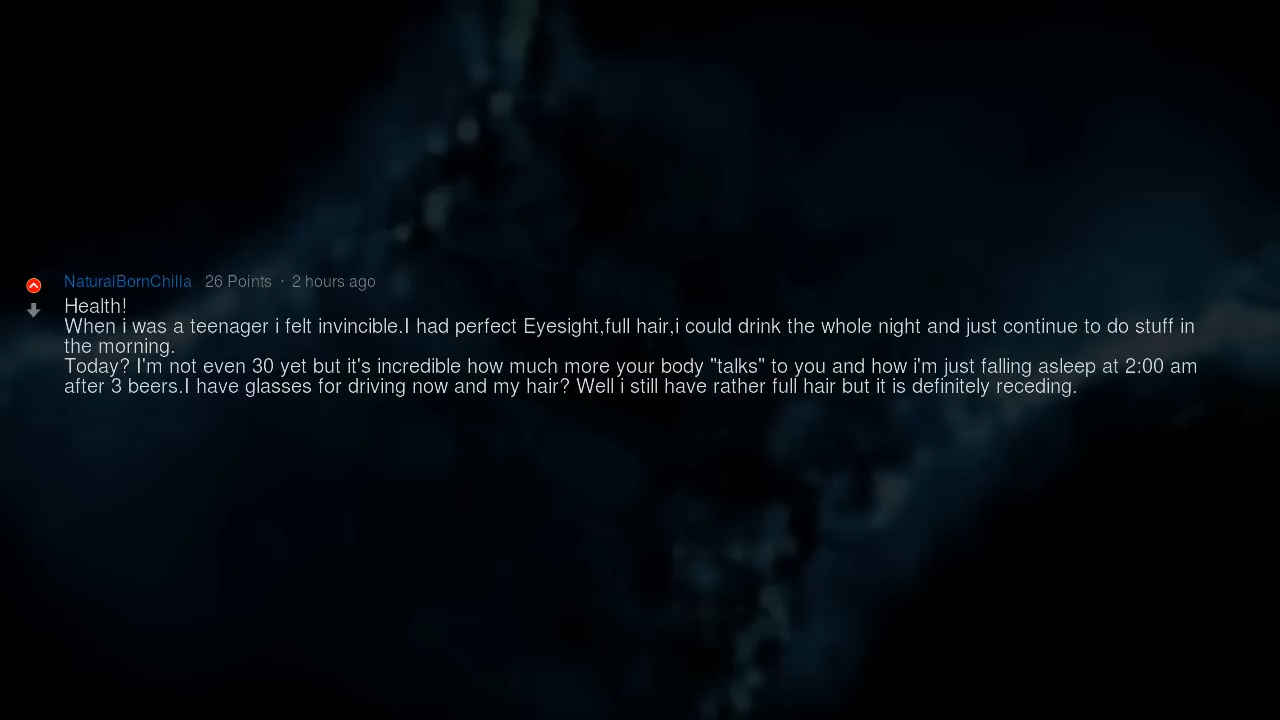 NaturalBornChilla 26 Points · 2 hours ago
Health!
When i was a teenager i felt invincible.I had perfect Eyesight,full hair,i could drink the whole night and just continue to do stuff in
the morning.
Today? I'm not even 30 yet but it's incredible how much more your body "talks" to you and how i'm just falling asleep at 2:00 am
after 3 beers.I have glasses for driving now and my hair? Well i still have rather full hair but it is definitely receding.